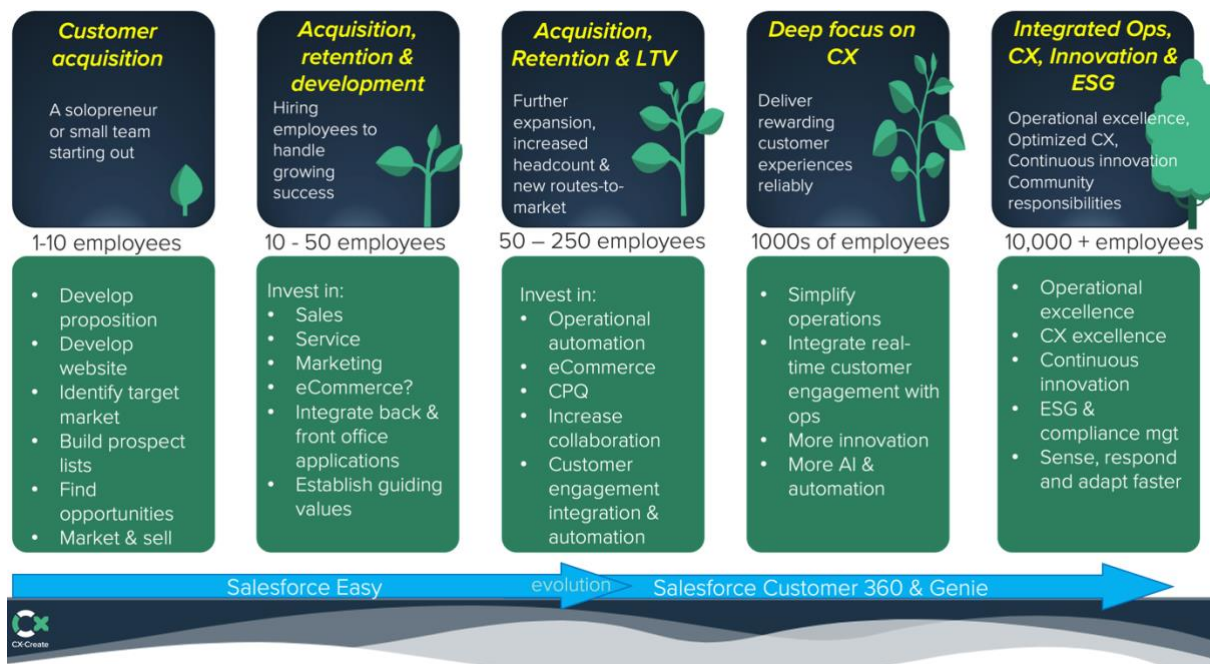 Customer
acquisition
A solopreneur
or small team
starting out
1-10 employees
• Develop
proposition
• Develop
website
• Identify target
market
• Build prospect
lists
• Find
opportunities
• Market & sell
Acquisition,
retention &
development
Hiring
employees to
handle
growing
success
10 - 50 employees
Invest in:
• Sales
• Service
• Marketing
• eCommerce?
• Integrate back &
front office
applications
• Establish guiding
values
Acquisition,
Retention & LTV
Further
expansion,
increased
headcount &
new routes-to-
market
50 – 250 employees
Invest in:
• Operational
automation
• eCommerce
• CPQ
• Increase
collaboration
• Customer
engagement
integration &
automation
Deep focus on
CX
Deliver
rewarding
customer
experiences
reliably
1000s of employees
• Simplify
operations
• Integrate real-
time customer
engagement with
ops
• More innovation
• More AI &
automation
Integrated Ops,
CX, Innovation &
ESG
Operational excellence,
Optimized CX,
Continuous innovation
Community
responsibilities
10,000 + employees
• Operational
excellence
• CX excellence
• Continuous
innovation
• ESG &
compliance mgt
• Sense, respond
and adapt faster
Salesforce Easy
evolution
Salesforce Customer 360 & Genie
Cx
CX-Create